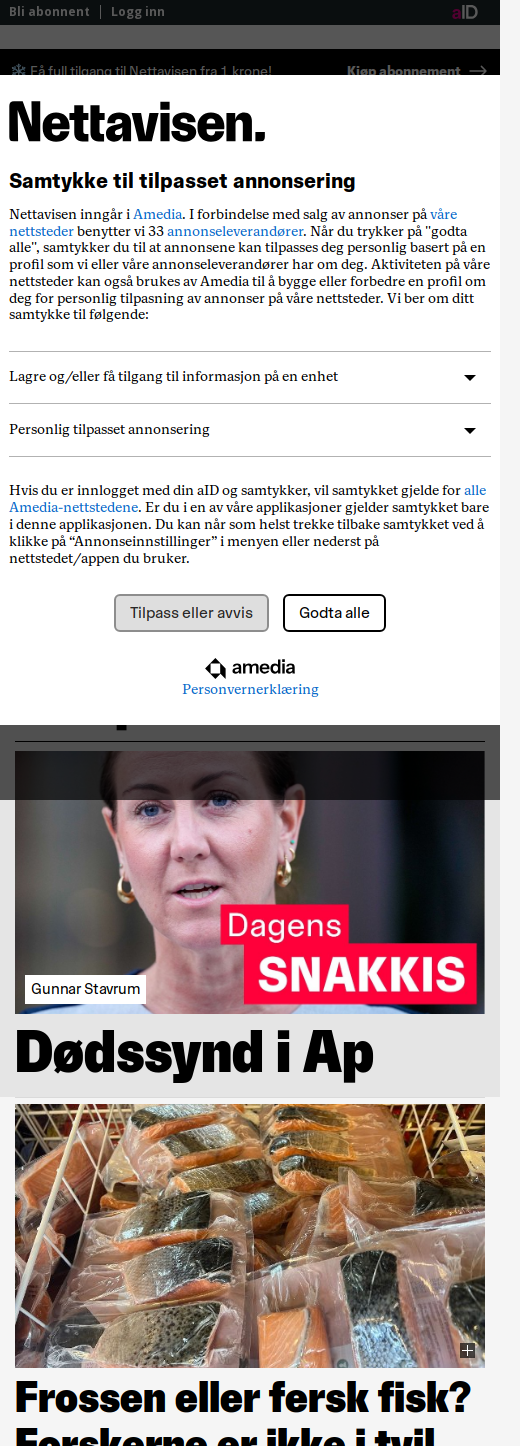 Bli abonnent | Logg inn
aID
Få full tilgang til Nettavisen fra 1 krone!
Kjøp abonnement
Nettavisen.
Samtykke til tilpasset annonsering
Nettavisen inngår i Amedia. I forbindelse med salg av annonser på våre
nettsteder benytter vi 33 annonseleverandører. Når du trykker på "godta
alle", samtykker du til at annonsene kan tilpasses deg personlig basert på en
profil som vi eller våre annonseleverandører har om deg. Aktiviteten på våre
nettsteder kan også brukes av Amedia til å bygge eller forbedre en profil om
deg for personlig tilpasning av annonser på våre nettsteder. Vi ber om ditt
samtykke til følgende:
Lagre og/eller få tilgang til informasjon på en enhet
Personlig tilpasset annonsering
Hvis du er innlogget med din aID og samtykker, vil samtykket gjelde for alle
Amedia-nettstedene. Er du i en av våre applikasjoner gjelder samtykket bare
i denne applikasjonen. Du kan når som helst trekke tilbake samtykket ved å
klikke på “Annonseinnstillinger” i menyen eller nederst på
nettstedet/appen du bruker.
Tilpass eller avvis
Godta alle
amedia
Personvernerklæring
Dagens
SNAKKIS
Gunnar Stavrum
Dødssynd i Ap
Frossen eller fersk fisk?
Forskerne er ikke i tvil